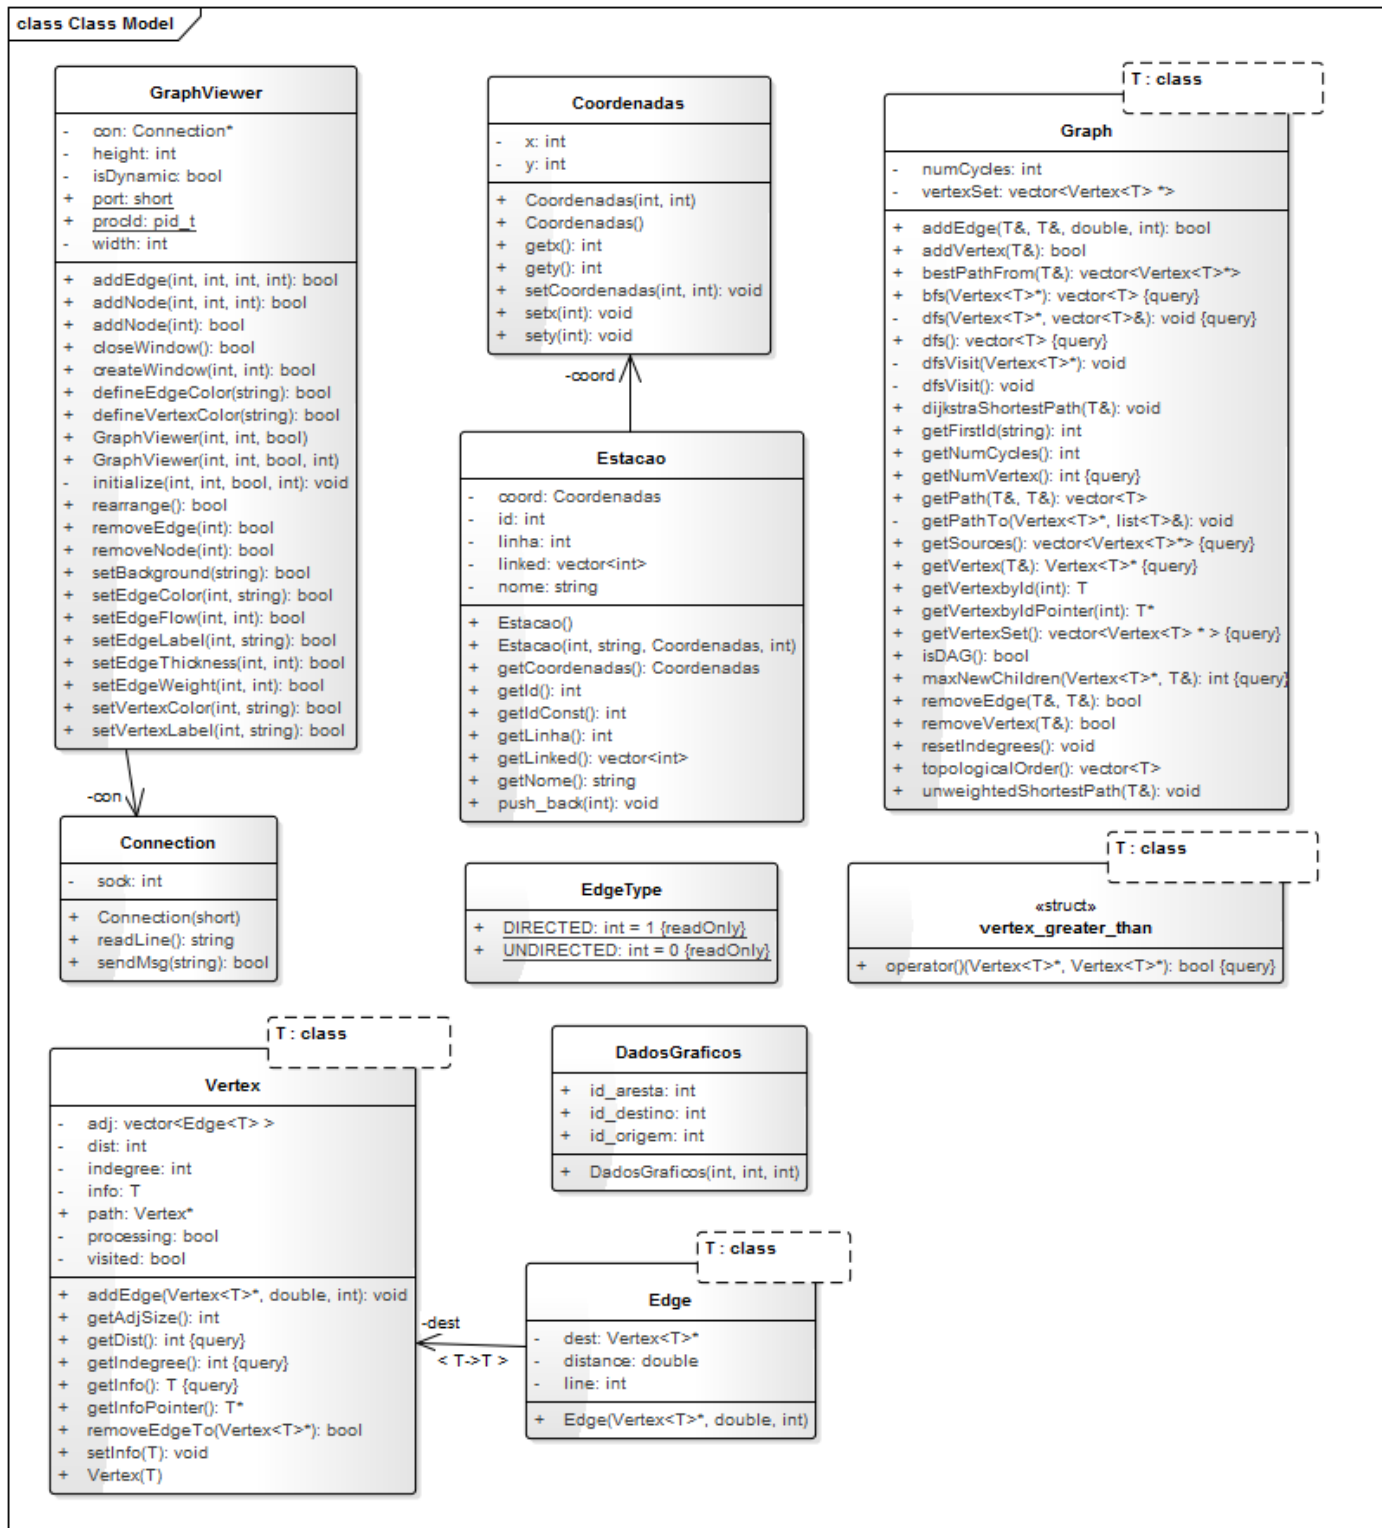 class Class Model
GraphViewer
- con: Connection*
- height: int
- isDynamic: bool
+ port: short
+ procId: pid_t
- width: int
+ addEdge(int, int, int, int): bool
+ addNode(int, int, int): bool
+ addNode(int): bool
+ closeWindow(): bool
+ createWindow(int, int): bool
+ defineEdgeColor(string): bool
+ defineVertexColor(string): bool
+ GraphViewer(int, int, bool)
+ GraphViewer(int, int, bool, int)
- initialize(int, int, bool, int): void
+ rearrange(): bool
+ removeEdge(int): bool
+ removeNode(int): bool
+ setBackground(string): bool
+ setEdgeColor(int, string): bool
+ setEdgeFlow(int, int): bool
+ setEdgeLabel(int, string): bool
+ setEdgeThickness(int, int): bool
+ setEdgeWeight(int, int): bool
+ setVertexColor(int, string): bool
+ setVertexLabel(int, string): bool
-con
Connection
- sock: int
+ Connection(short)
+ readLine(): string
+ sendMsg(string): bool
Coordenadas
- x: int
- y: int
+ Coordenadas(int, int)
+ Coordenadas()
+ getx(): int
+ gety(): int
+ setCoordenadas(int, int): void
+ setx(int): void
+ sety(int): void
-coord
Estacao
- coord: Coordenadas
- id: int
- linha: int
- linked: vector<int>
- nome: string
+ Estacao()
+ Estacao(int, string, Coordenadas, int)
+ getCoordenadas(): Coordenadas
+ getId(): int
+ getIdConst(): int
+ getLinha(): int
+ getLinked(): vector<int>
+ getNome(): string
+ push_back(int): void
T : class
Graph
- numCycles: int
- vertexSet: vector<Vertex<T> *>
+ addEdge(T&, T&, double, int): bool
+ addVertex(T&): bool
+ bestPathFrom(T&): vector<Vertex<T>*>
+ bfs(Vertex<T>*): vector<T> {query}
- dfs(Vertex<T>*, vector<T>&): void {query}
+ dfs(): vector<T> {query}
- dfsVisit(Vertex<T>*): void
- dfsVisit(): void
+ dijkstraShortestPath(T&): void
+ getFirstId(string): int
+ getNumCycles(): int
+ getNumVertex(): int {query}
+ getPath(T&, T&): vector<T>
- getPathTo(Vertex<T>*, list<T>&): void
+ getSources(): vector<Vertex<T>*> {query}
+ getVertex(T&): Vertex<T>* {query}
+ getVertexbyId(int): T
+ getVertexbyIdPointer(int): T*
+ getVertexSet(): vector<Vertex<T> * > {query}
+ isDAG(): bool
+ maxNewChildren(Vertex<T>*, T&): int {query}
+ removeEdge(T&, T&): bool
+ removeVertex(T&): bool
+ resetIndegrees(): void
+ topologicalOrder(): vector<T>
+ unweightedShortestPath(T&): void
EdgeType
+ DIRECTED: int = 1 {readOnly}
+ UNDIRECTED: int = 0 {readOnly}
T : class
«struct»
vertex_greater_than
+ operator()(Vertex<T>*, Vertex<T>*): bool {query}
T : class
Vertex
- adj: vector<Edge<T> >
- dist: int
- indegree: int
- info: T
+ path: Vertex*
- processing: bool
- visited: bool
+ addEdge(Vertex<T>*, double, int): void
+ getAdjSize(): int
+ getDist(): int {query}
+ getIndegree(): int {query}
+ getInfo(): T {query}
+ getInfoPointer(): T*
+ removeEdgeTo(Vertex<T>*): bool
+ setInfo(T): void
+ Vertex(T)
DadosGraficos
+ id_aresta: int
+ id_destino: int
+ id_origem: int
+ DadosGraficos(int, int, int)
-dest
< T->T >
T : class
Edge
- dest: Vertex<T>*
- distance: double
- line: int
+ Edge(Vertex<T>*, double, int)